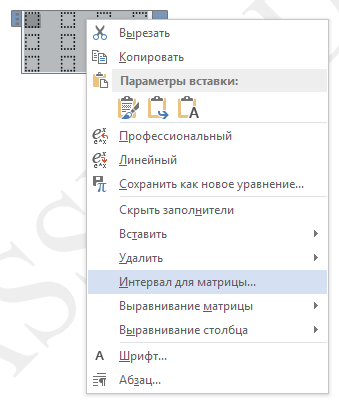 Вырезать
Копировать
Параметры вставки:
Профессиональный
Линейный
Сохранить как новое уравнение...
Скрыть заполнители
Вставить
Удалить
Интервал для матрицы...
Выравнивание матрицы
Выравнивание столбца
Шрифт...
Абзац...